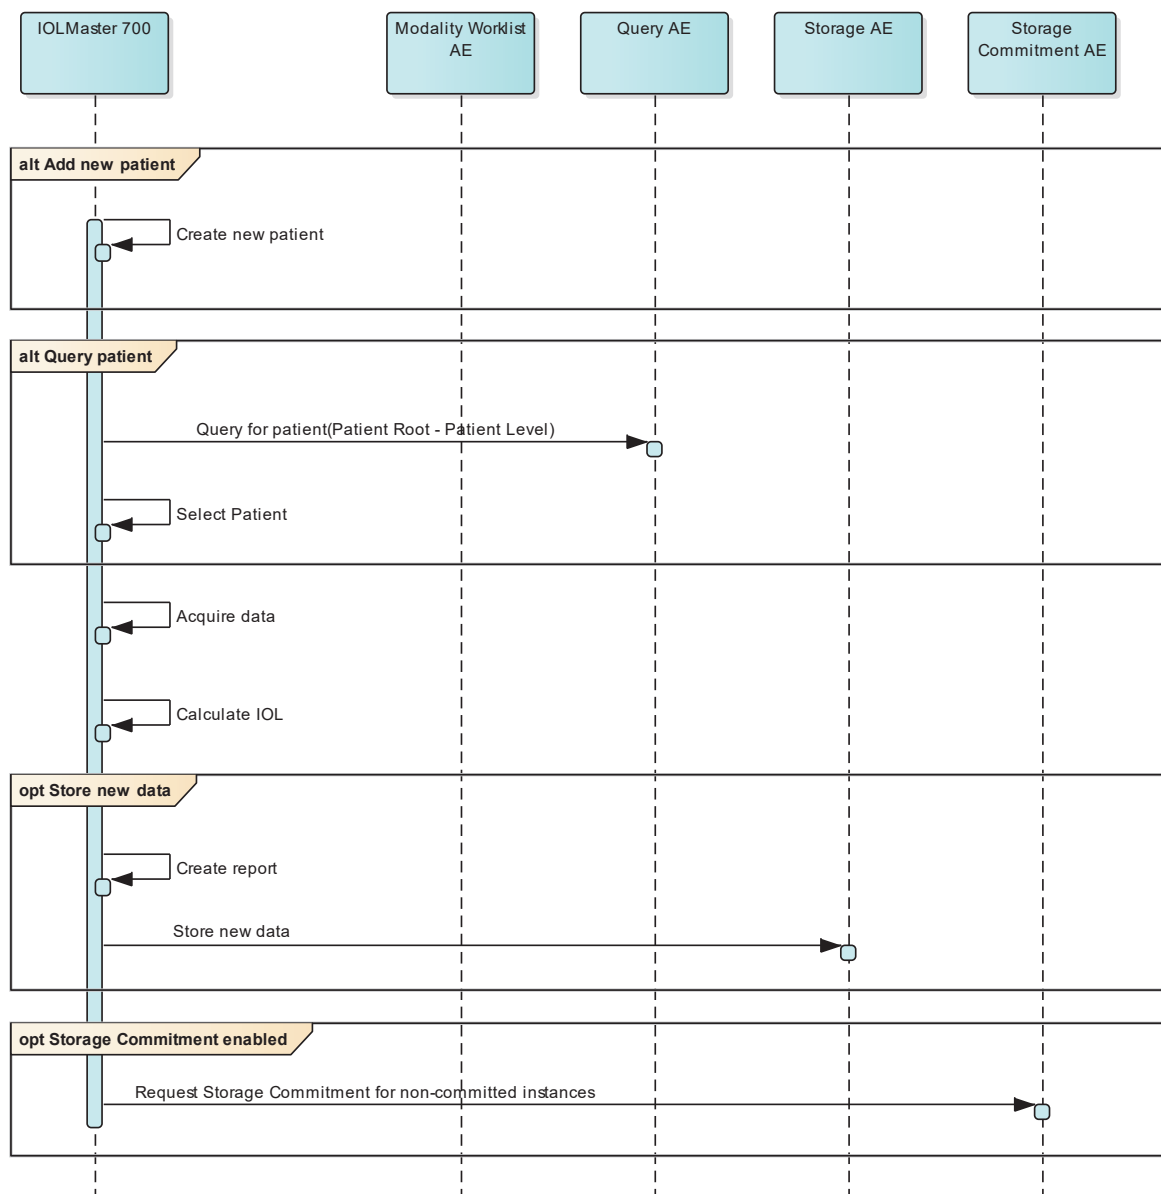 IOLMaster 700
Modality Worklist
AE
Query AE
Storage AE
Storage
Commitment AE
alt Add new patient
Create new patient
alt Query patient
Query for patient(Patient Root - Patient Level)
Select Patient
Acquire data
Calculate IOL
opt Store new data
Create report
Store new data
opt Storage Commitment enabled
Request Storage Commitment for non-committed instances